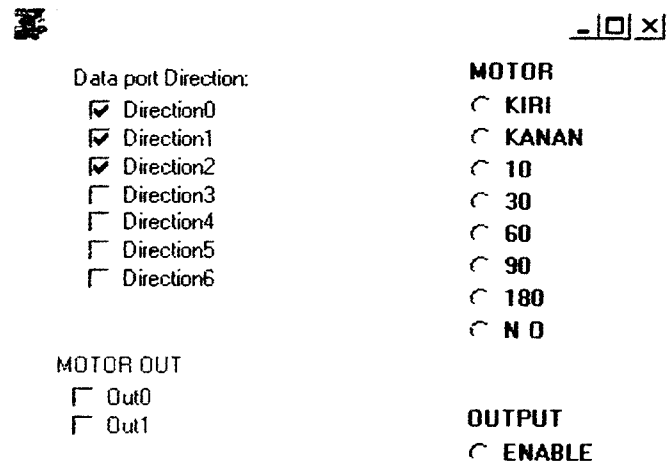 Data port Direction:
Direction0
Direction1
Direction2
Direction3
Direction4
Direction5
Direction6
MOTOR OUT
Out0
Out1
MOTOR
KIRI
KANAN
10
30
60
90
180
N O
OUTPUT
ENABLE